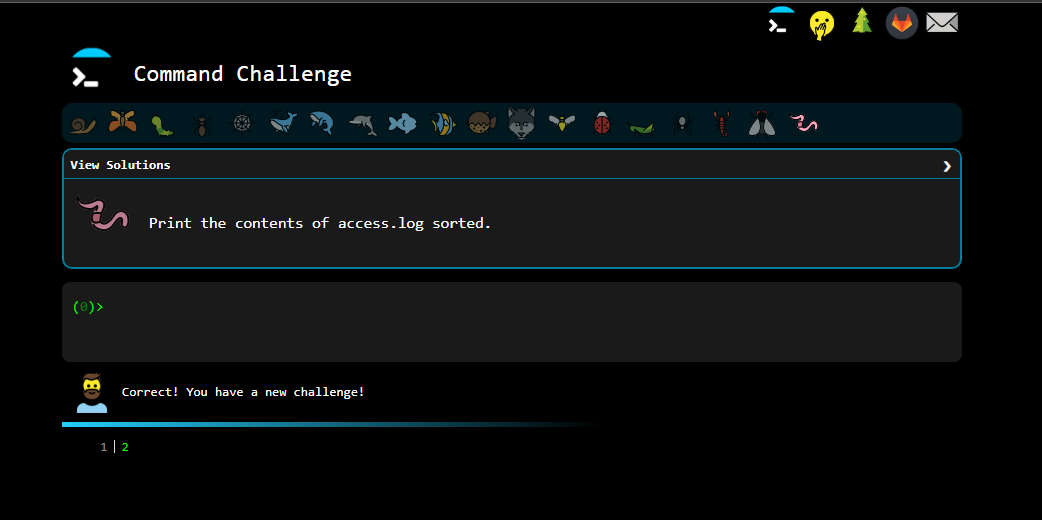 Command Challenge
View Solutions
Print the contents of access.log sorted.
(0)>
Correct! You have a new challenge!
1 | 2